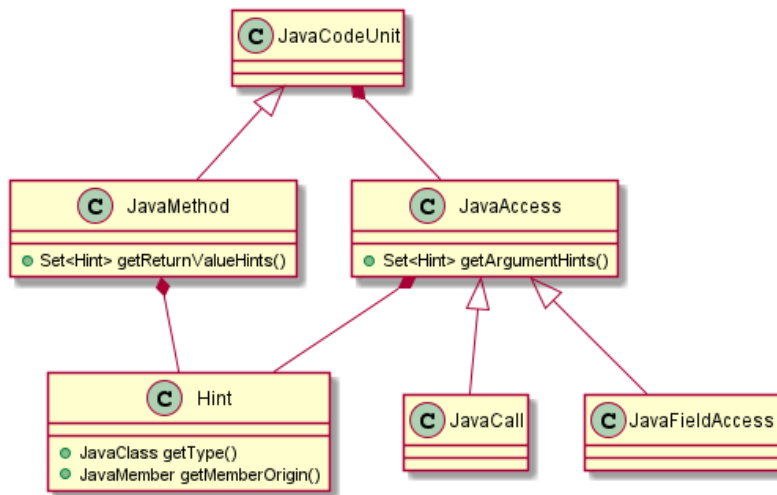 C JavaCodeUnit
C JavaMethod
Set<Hint> getReturnValueHints()
C JavaAccess
Set<Hint> getArgumentHints()
C Hint
JavaClass getType()
JavaMember getMemberOrigin()
C JavaCall
C JavaFieldAccess